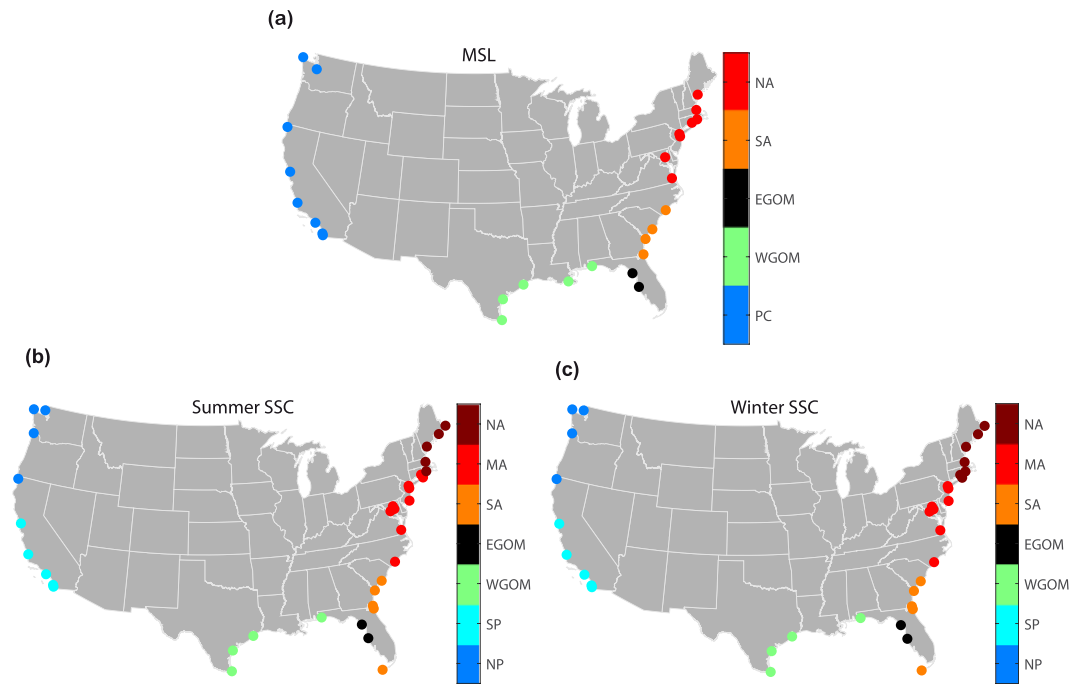 (a)
MSL
NA
SA
EGOM
WGOM
PC
(b)
Summer SSC
NA
MA
SA
EGOM
WGOM
SP
NP
(c)
Winter SSC
NA
MA
SA
EGOM
WGOM
SP
NP